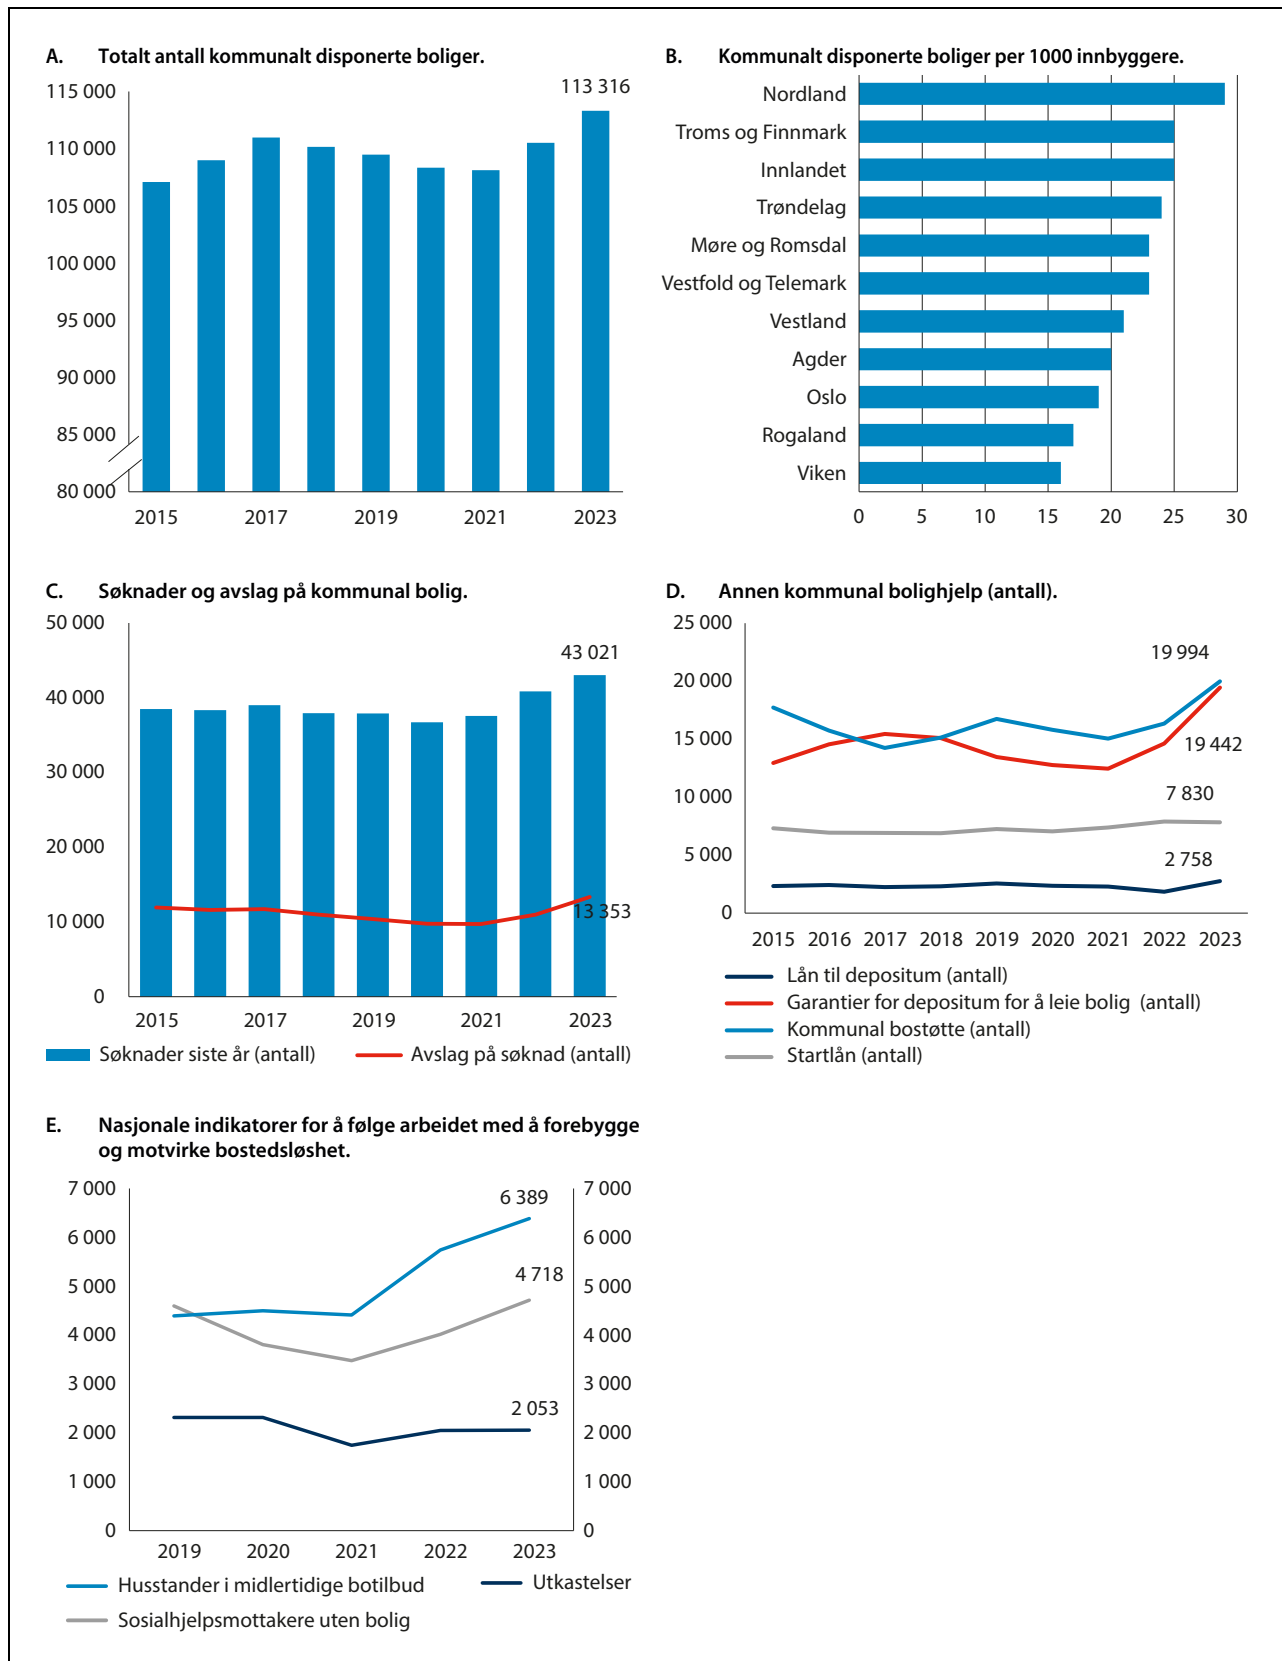 A. Totalt antall kommunalt disponerte boliger.
113 316
115 000
110 000
105 000
100 000
95 000
90 000
85 000
80 000
2015 2017 2019 2021 2023
B. Kommunalt disponerte boliger per 1000 innbyggere.
Nordland
Troms og Finnmark
Innlandet
Trøndelag
Møre og Romsdal
Vestfold og Telemark
Vestland
Agder
Oslo
Rogaland
Viken
0 5 10 15 20 25 30
C. Søknader og avslag på kommunal bolig.
50 000
43 021
40 000
30 000
20 000
10 000
13 353
0
2015 2017 2019 2021 2023
Søknader siste år (antall) Avslag på søknad (antall)
D. Annen kommunal bolighjelp (antall).
25 000
19 994
20 000
19 442
15 000
10 000
7 830
5 000
2 758
0
2015 2016 2017 2018 2019 2020 2021 2022 2023
Lån til depositum (antall)
Garantier for depositum for å leie bolig (antall)
Kommunal bostøtte (antall)
Startlån (antall)
E. Nasjonale indikatorer for å følge arbeidet med å forebygge
og motvirke bostedsløshet.
7 000 7 000
6 389
6 000 6 000
4 718
5 000 5 000
4 000 4 000
3 000 3 000
2 053
2 000 2 000
1 000 1 000
0 0
2019 2020 2021 2022 2023
Husstander i midlertidige botilbud Utkastelser
Sosialhjelpsmottakere uten bolig